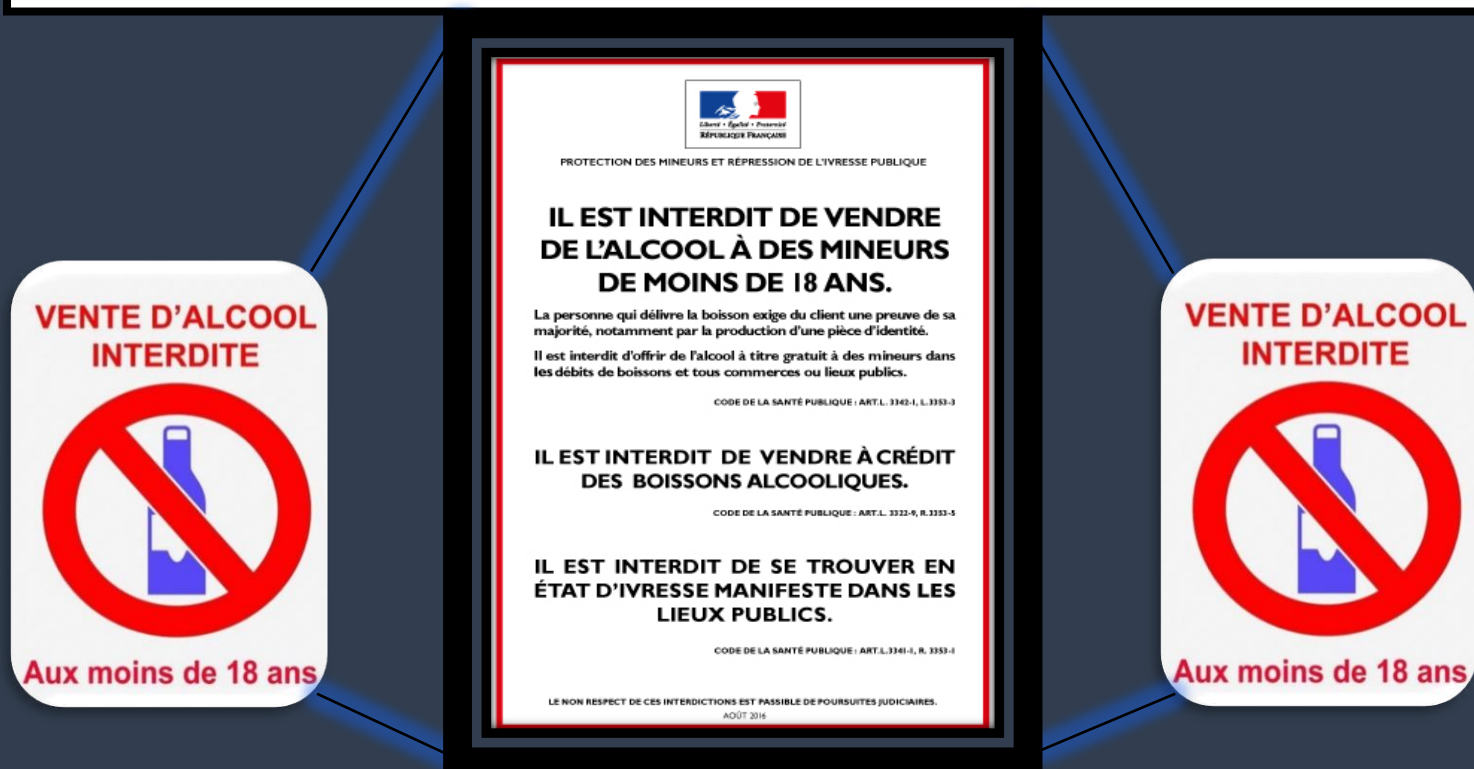 VENTE D'ALCOOL
INTERDITE
Aux moins de 18 ans
Liberté • Égalité • Fraternité
RÉPUBLIQUE FRANÇAISE
PROTECTION DES MINEURS ET RÉPRESSION DE L'IVRESSE PUBLIQUE
IL EST INTERDIT DE VENDRE
DE L'ALCOOL À DES MINEURS
DE MOINS DE 18 ANS.
La personne qui délivre la boisson exige du client une preuve de sa
majorité, notamment par la production d'une pièce d'identité.
Il est interdit d'offrir de l'alcool à titre gratuit à des mineurs dans
les débits de boissons et tous commerces ou lieux publics.
CODE DE LA SANTÉ PUBLIQUE : ART.L. 3342-1, L.3353-3
IL EST INTERDIT DE VENDRE À CRÉDIT
DES BOISSONS ALCOOLIQUES.
CODE DE LA SANTÉ PUBLIQUE : ART.L. 3322-9, R.3353-5
IL EST INTERDIT DE SE TROUVER EN
ÉTAT D'IVRESSE MANIFESTE DANS LES
LIEUX PUBLICS.
CODE DE LA SANTÉ PUBLIQUE : ART.L.3341-1, R. 3353-1
LE NON RESPECT DE CES INTERDICTIONS EST PASSIBLE DE POURSUITES JUDICIAIRES.
AOÛT 2016
VENTE D'ALCOOL
INTERDITE
Aux moins de 18 ans